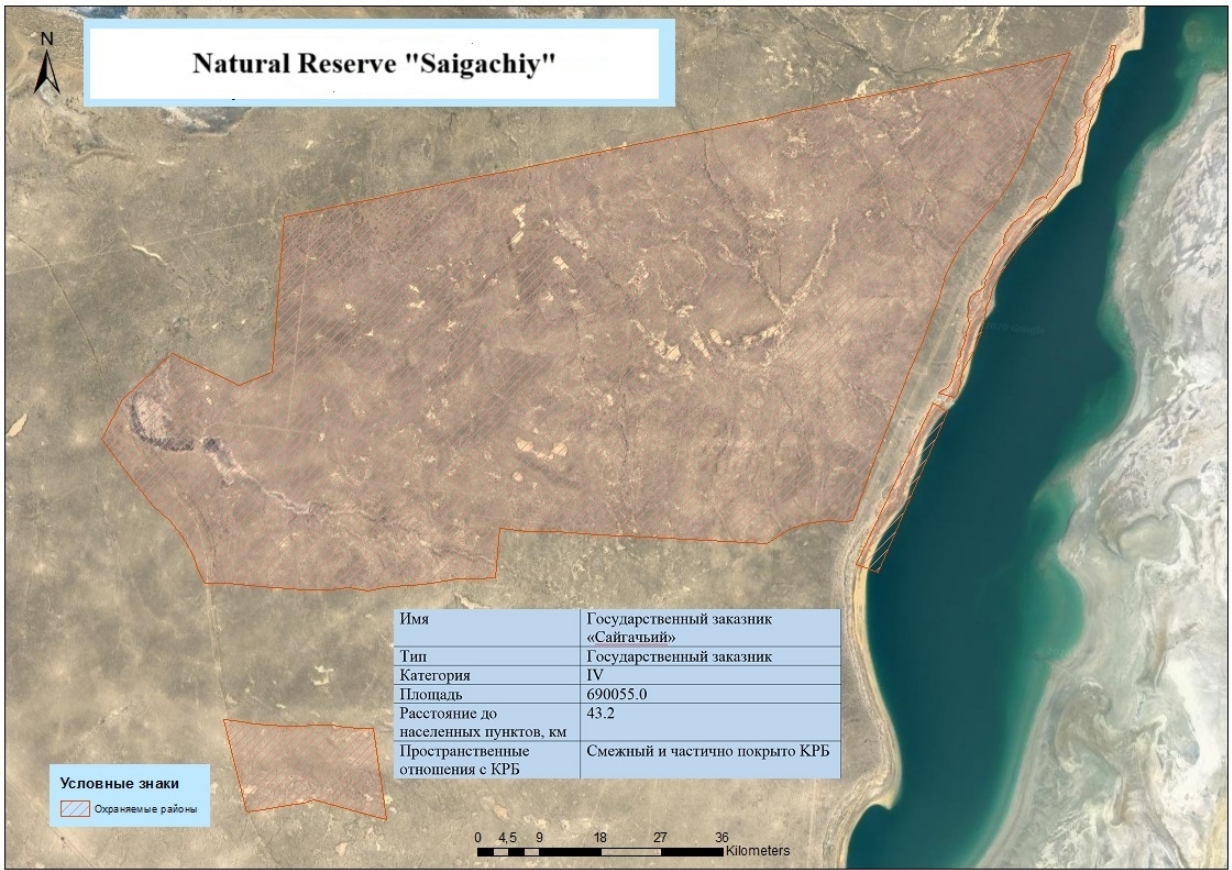 N
Natural Reserve "Saigachiy"
Имя Государственный заказник
«Сайгачьий»
Тип Государственный заказник
Категория IV
Площадь 690055.0
Расстояние до 43.2
населенных пунктов, км
Пространственные Смежный и частично покрыто КРБ
отношения с КРБ
Условные знаки
Охраняемые районы
0 4,5 9 18 27 36
Kilometers